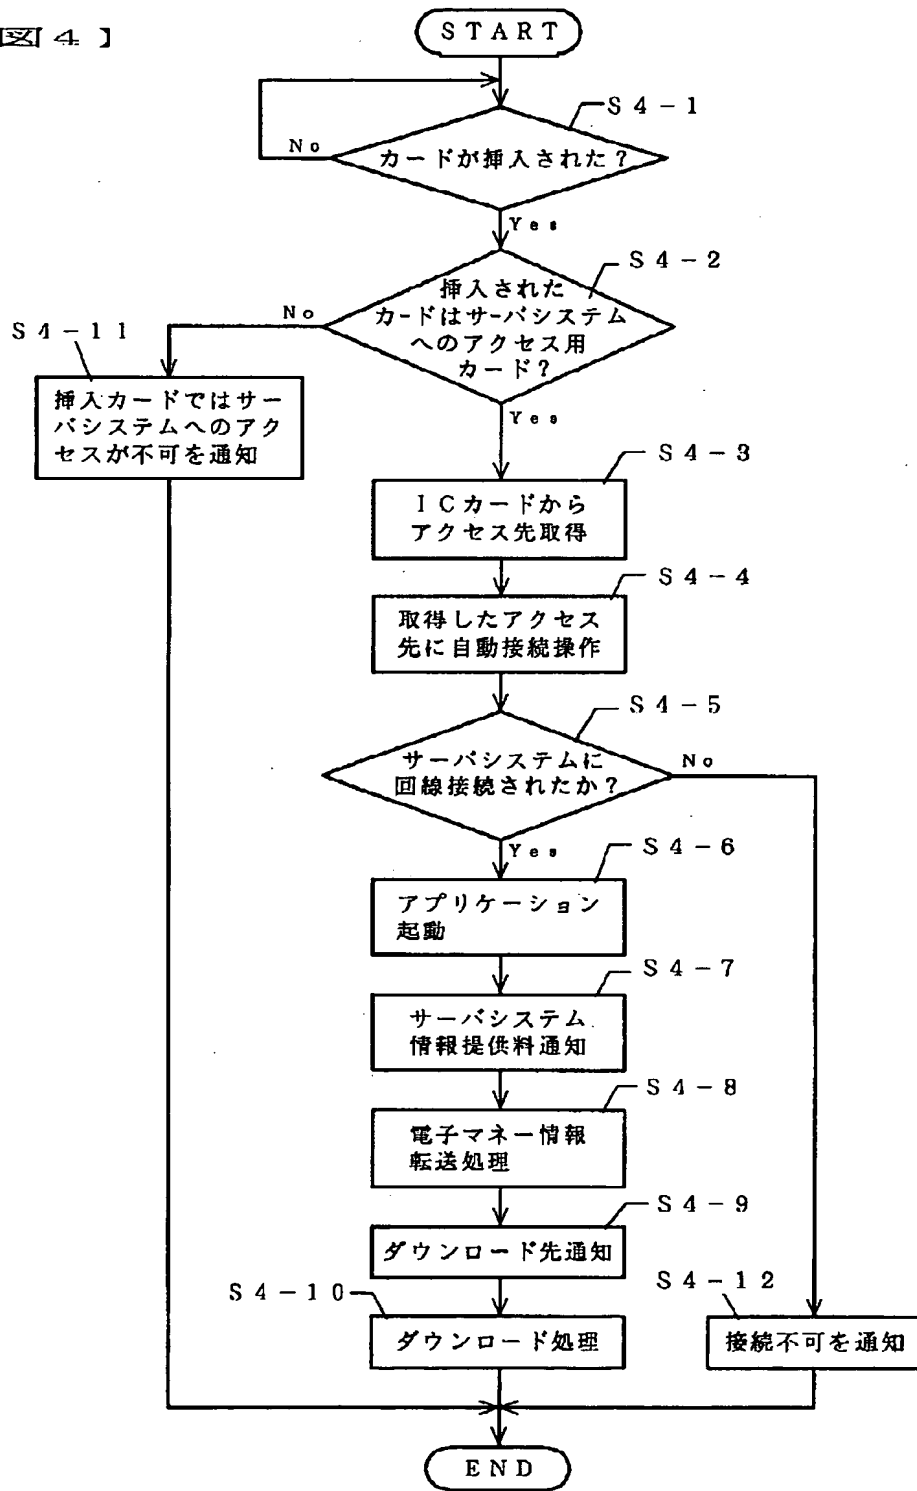 図４】
ＳＴＡＲＴ
Ｓ４－１
Ｎｏ
カードが挿入された？
Ｙｅｓ
Ｓ４－２
挿入された
カードはサーバシステム
へのアクセス用
カード？
Ｎｏ
Ｓ４－１１
挿入カードではサー
バシステムへのアク
セスが不可を通知
Ｙｅｓ
Ｓ４－３
ＩＣカードから
アクセス先取得
Ｓ４－４
取得したアクセス
先に自動接続操作
Ｓ４－５
サーバシステムに
回線接続されたか？
Ｎｏ
Ｙｅｓ
Ｓ４－６
アプリケーション
起動
Ｓ４－７
サーバシステム
情報提供料通知
Ｓ４－８
電子マネー情報
転送処理
Ｓ４－９
ダウンロード先通知
Ｓ４－１０
ダウンロード処理
Ｓ４－１２
接続不可を通知
ＥＮＤ